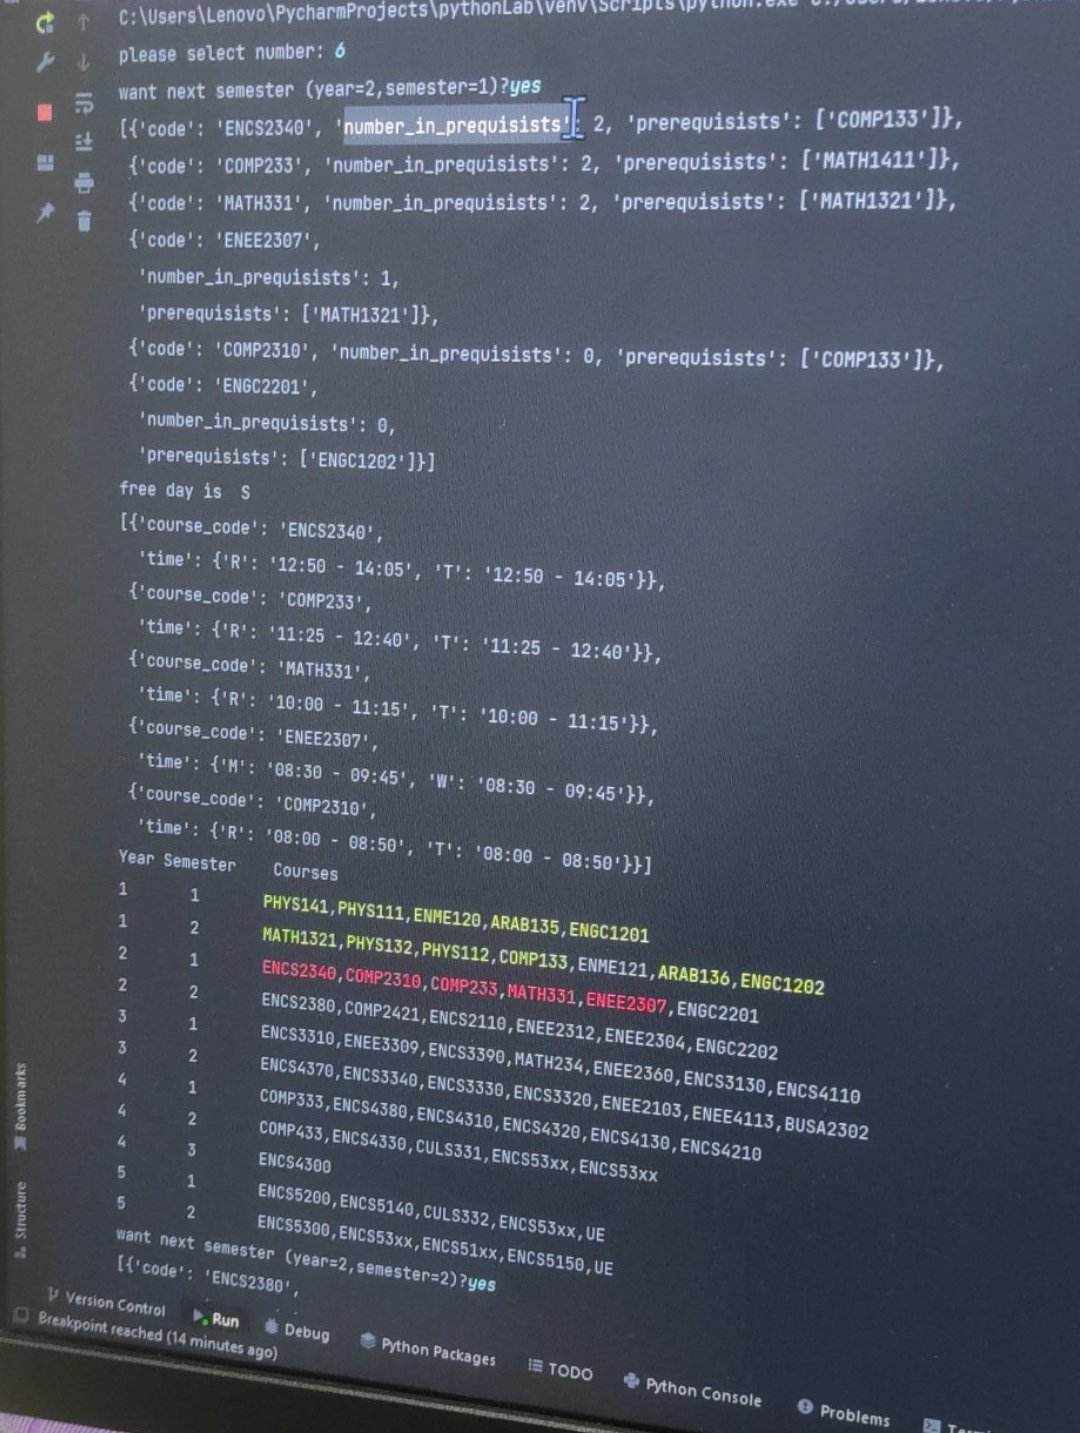 C:\Users\Lenovo\PycharmProjects\pythonLab\venv\Scripts\python.exe
please select number: 6
want next semester (year=2,semester=1)?yes
[{'code': 'ENCS2340', 'number_in_prequisists': 2, 'prerequisists': ['COMP133']},
{'code': 'COMP233', 'number_in_prequisists': 2, 'prerequisists': ['MATH1411']},
{'code': 'MATH331', 'number_in_prequisists': 2, 'prerequisists': ['MATH1321']},
{'code': 'ENEE2307',
'number_in_prequisists': 1,
'prerequisists': ['MATH1321']},
{'code': 'COMP2310', 'number_in_prequisists': 0, 'prerequisists': ['COMP133']},
{'code': 'ENGC2201',
'number_in_prequisists': 0,
'prerequisists': ['ENGC1202']}]
free day is  S
[{'course_code': 'ENCS2340',
'time': {'R': '12:50 - 14:05', 'T': '12:50 - 14:05'}},
{'course_code': 'COMP233',
'time': {'R': '11:25 - 12:40', 'T': '11:25 - 12:40'}},
{'course_code': 'MATH331',
'time': {'R': '10:00 - 11:15', 'T': '10:00 - 11:15'}},
{'course_code': 'ENEE2307',
'time': {'M': '08:30 - 09:45', 'W': '08:30 - 09:45'}},
{'course_code': 'COMP2310',
'time': {'R': '08:00 - 08:50', 'T': '08:00 - 08:50'}}]
Year Semester Courses
1 1 PHYS141,PHYS111,ENME120,ARAB135,ENGC1201
1 2 MATH1321,PHYS132,PHYS112,COMP133,ENME121,ARAB136,ENGC1202
2 1 ENCS2340,COMP2310,COMP233,MATH331,ENEE2307,ENGC2201
2 2 ENCS2380,COMP2421,ENCS2110,ENEE2312,ENEE2304,ENGC2202
3 1 ENCS3310,ENEE3309,ENCS3390,MATH234,ENEE2360,ENCS3130,ENCS4110
3 2 ENCS4370,ENCS3340,ENCS3330,ENCS3320,ENEE2103,ENEE4113,BUSA2302
4 1 COMP333,ENCS4380,ENCS4310,ENCS4320,ENCS4130,ENCS4210
4 2 COMP433,ENCS4330,CULS331,ENCS53xx,ENCS53xx
4 3 ENCS4300
5 1 ENCS5200,ENCS5140,CULS332,ENCS53xx,UE
5 2 ENCS5300,ENCS53xx,ENCS51xx,ENCS5150,UE
want next semester (year=2,semester=2)?yes
[{'code': 'ENCS2380',
Bookmarks
Structure
Version Control Run Debug Python Packages TODO Python Console Problems
Breakpoint reached (14 minutes ago)